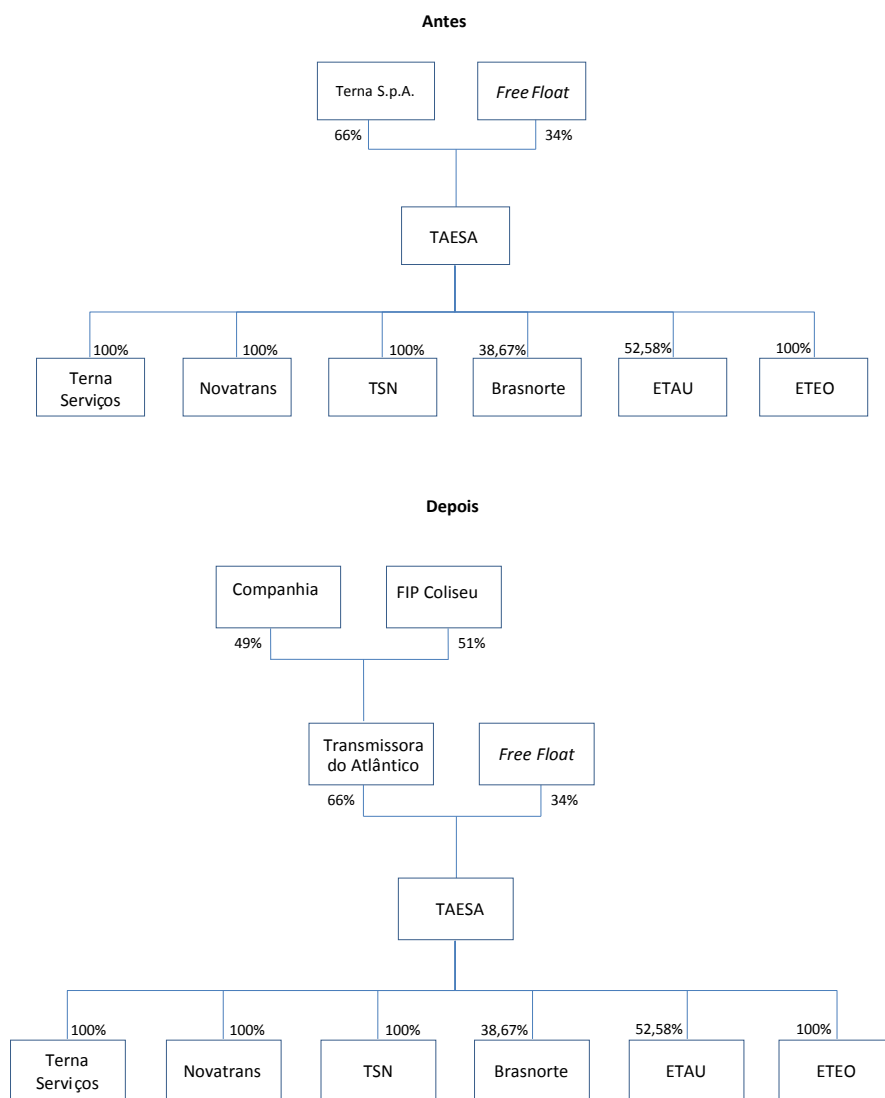 Antes
Terna S.p.A.
Free Float
66%
34%
TAESA
100%
100%
100%
38,67%
52,58%
100%
Terna
Serviços
Novatrans
TSN
Brasnorte
ETAU
ETEO
Depois
Companhia
FIP Coliseu
49%
51%
Transmissora
do Atlântico
Free Float
66%
34%
TAESA
100%
100%
100%
38,67%
52,58%
100%
Terna
Serviços
Novatrans
TSN
Brasnorte
ETAU
ETEO